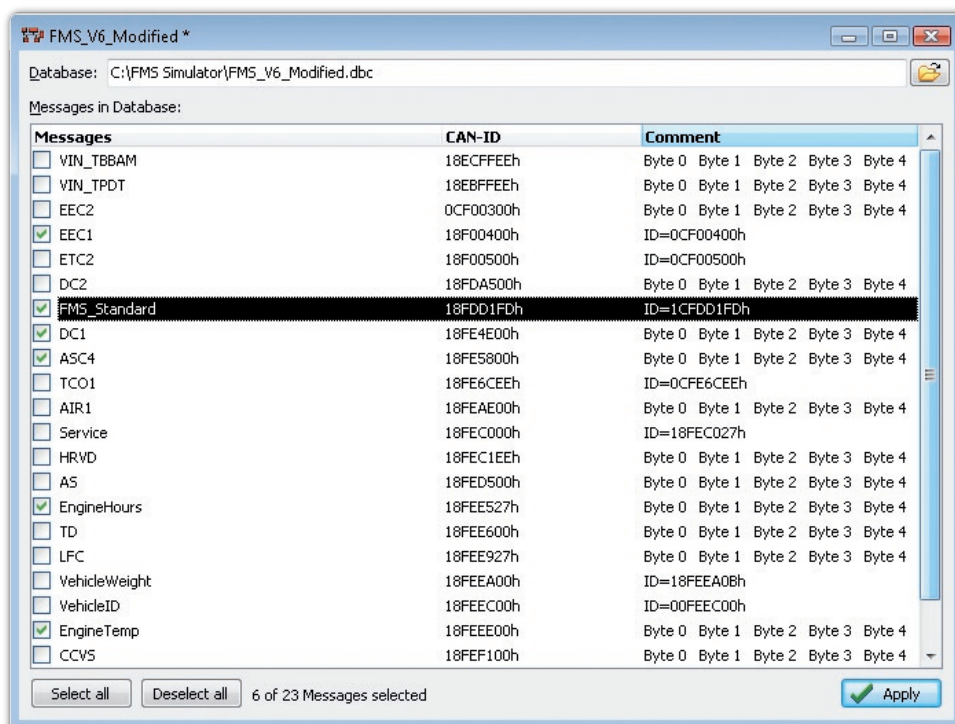 FMS_V6_Modified *
Database: C:\FMS Simulator\FMS_V6_Modified.dbc
Messages in Database:
Messages CAN-ID Comment
VIN_TBBAM 18ECFFEEh Byte 0 Byte 1 Byte 2 Byte 3 Byte 4
VIN_TPDT 18EBFFEEh Byte 0 Byte 1 Byte 2 Byte 3 Byte 4
EEC2 0CF00300h Byte 0 Byte 1 Byte 2 Byte 3 Byte 4
EEC1 18F00400h ID=0CF00400h
ETC2 18F00500h ID=0CF00500h
DC2 18FDA500h Byte 0 Byte 1 Byte 2 Byte 3 Byte 4
FMS_Standard 18FDD1FDh ID=1CFDD1FDh
DC1 18FE4E00h Byte 0 Byte 1 Byte 2 Byte 3 Byte 4
ASC4 18FE5800h Byte 0 Byte 1 Byte 2 Byte 3 Byte 4
TCO1 18FE6CEEh ID=0CFE6CEEh
AIR1 18FEAE00h Byte 0 Byte 1 Byte 2 Byte 3 Byte 4
Service 18FEC000h ID=18FEC027h
HRVD 18FEC1EEh Byte 0 Byte 1 Byte 2 Byte 3 Byte 4
AS 18FED500h Byte 0 Byte 1 Byte 2 Byte 3 Byte 4
EngineHours 18FEE527h Byte 0 Byte 1 Byte 2 Byte 3 Byte 4
TD 18FEE600h Byte 0 Byte 1 Byte 2 Byte 3 Byte 4
LFC 18FEE927h Byte 0 Byte 1 Byte 2 Byte 3 Byte 4
VehicleWeight 18FEEA00h ID=18FEEA0Bh
VehicleID 18FEEC00h ID=00FEEC00h
EngineTemp 18FEEE00h Byte 0 Byte 1 Byte 2 Byte 3 Byte 4
CCVS 18FEF100h Byte 0 Byte 1 Byte 2 Byte 3 Byte 4
Select all Deselect all 6 of 23 Messages selected Apply